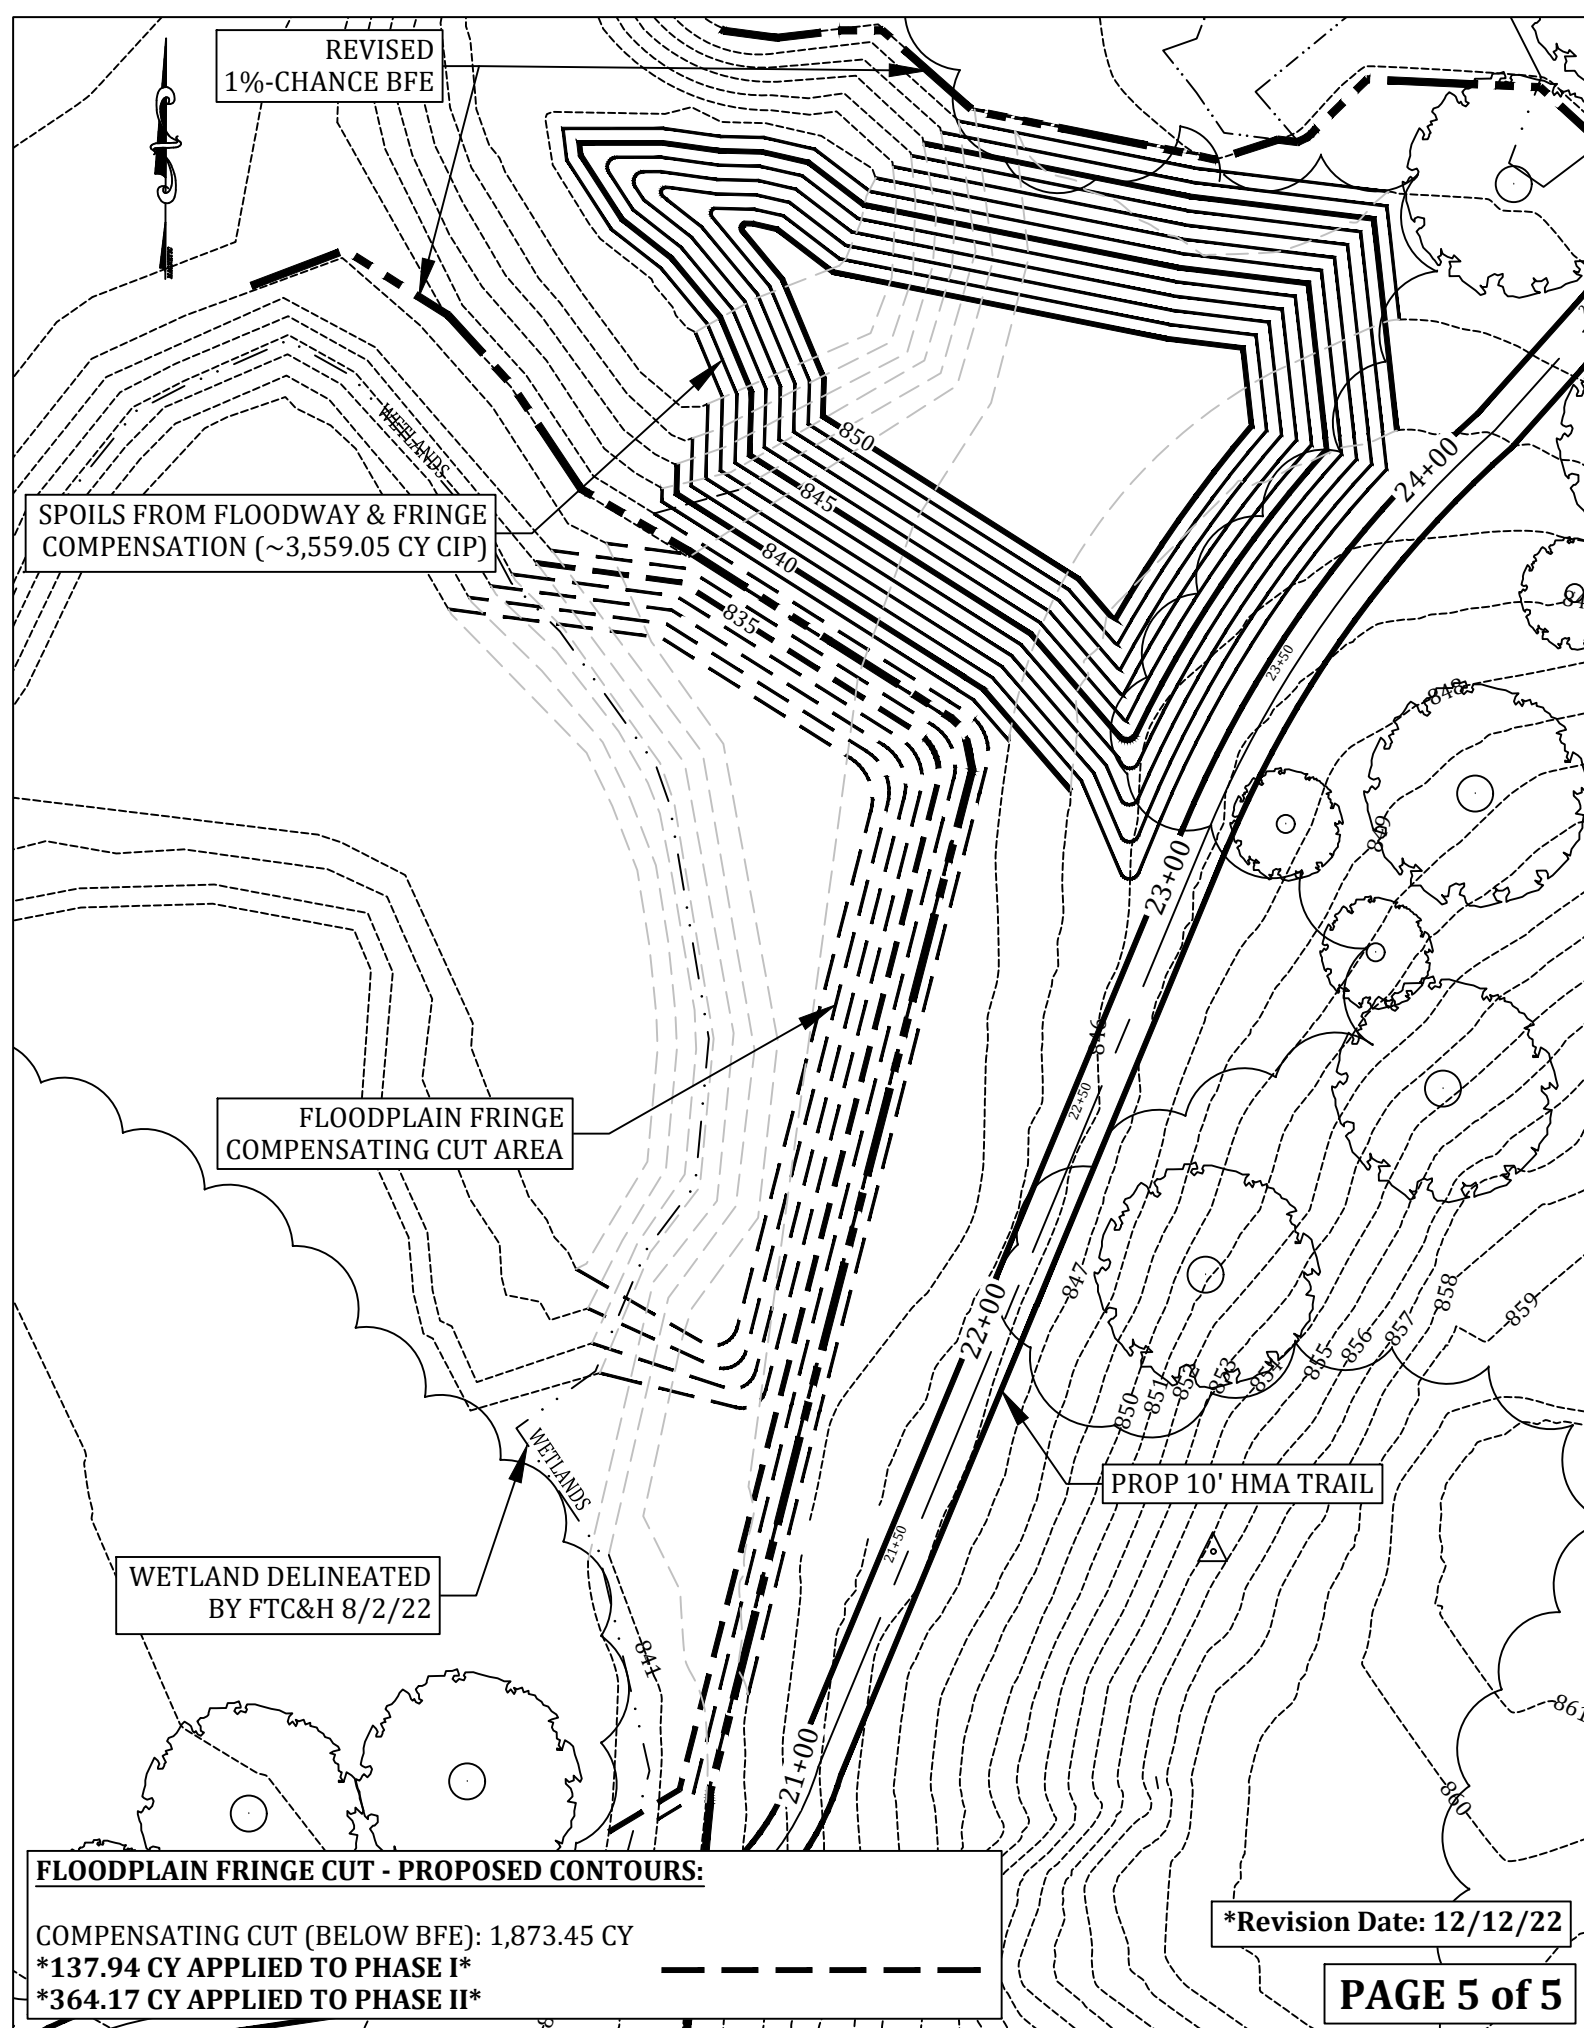 REVISED
1%-CHANCE BFE
WETLANDS
SPOILS FROM FLOODWAY & FRINGE
COMPENSATION (~3,559.05 CY CIP)
850
845
840
835
24+00
23+50
848
849
23+00
846
22+50
FLOODPLAIN FRINGE
COMPENSATING CUT AREA
22+00
847
850
851
852
853
854
855
856
857
858
859
WETLANDS
PROP 10' HMA TRAIL
21+50
WETLAND DELINEATED
BY FTC&H 8/2/22
841
21+00
861
860
FLOODPLAIN FRINGE CUT - PROPOSED CONTOURS:
COMPENSATING CUT (BELOW BFE): 1,873.45 CY
*137.94 CY APPLIED TO PHASE I*
*364.17 CY APPLIED TO PHASE II*
*Revision Date: 12/12/22
PAGE 5 of 5